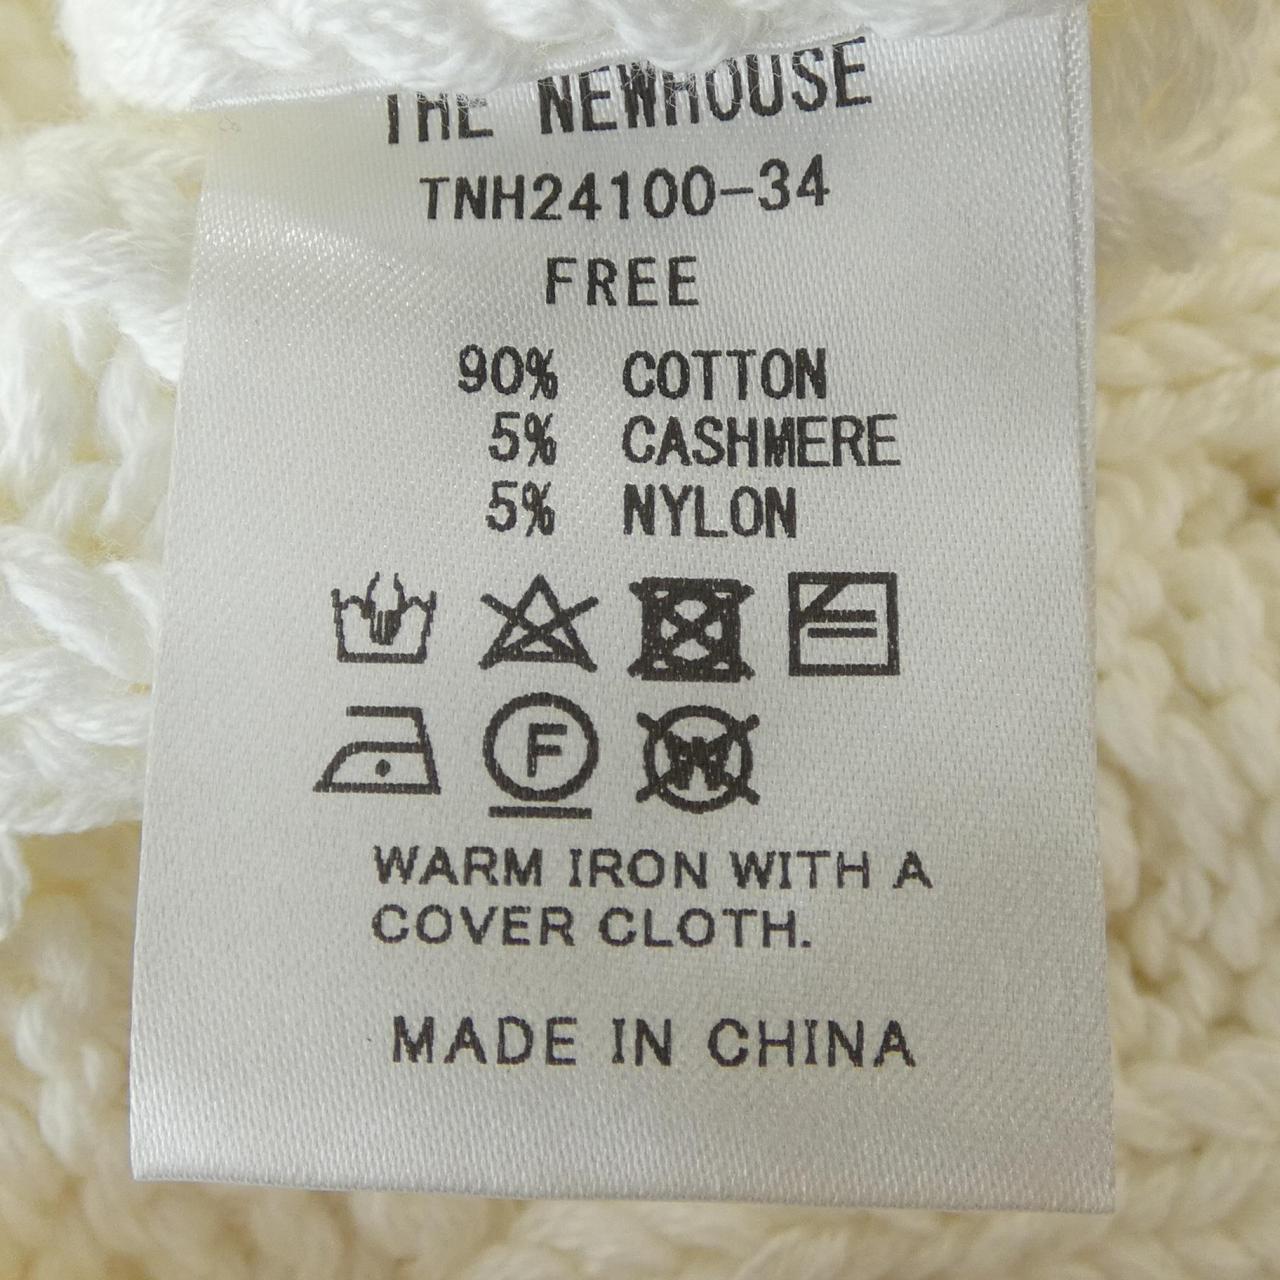 THE NEWHOUSE
TNH24100-34
FREE
90% COTTON
5% CASHMERE
5% NYLON
F
W
WARM IRON WITH A
COVER CLOTH.
MADE IN CHINA